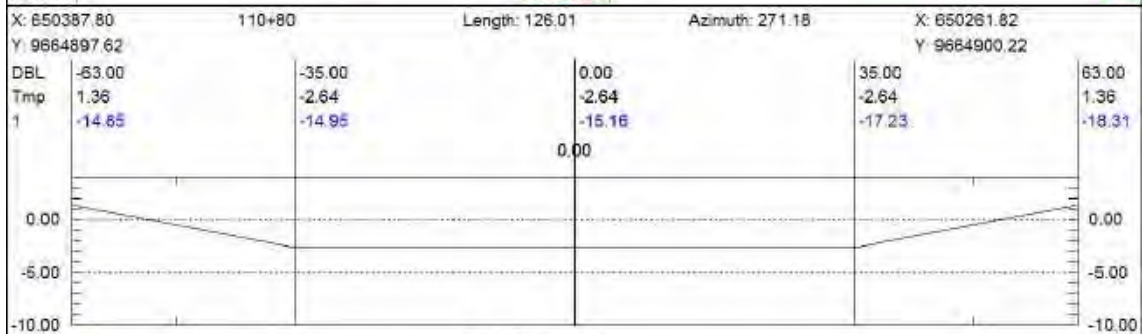 X: 650387.80 110+80 Length: 126.01 Azimuth: 271.18 X: 650261.82
Y: 9664897.62 Y: 9664900.22
DBL -63.00 -35.00 0.00 35.00 63.00
Tmp 1.36 -2.64 -2.64 -2.64 1.36
1 -14.85 -14.95 -15.16 -17.23 -18.31
0.00
0.00 0.00
-5.00 -5.00
-10.00 -10.00